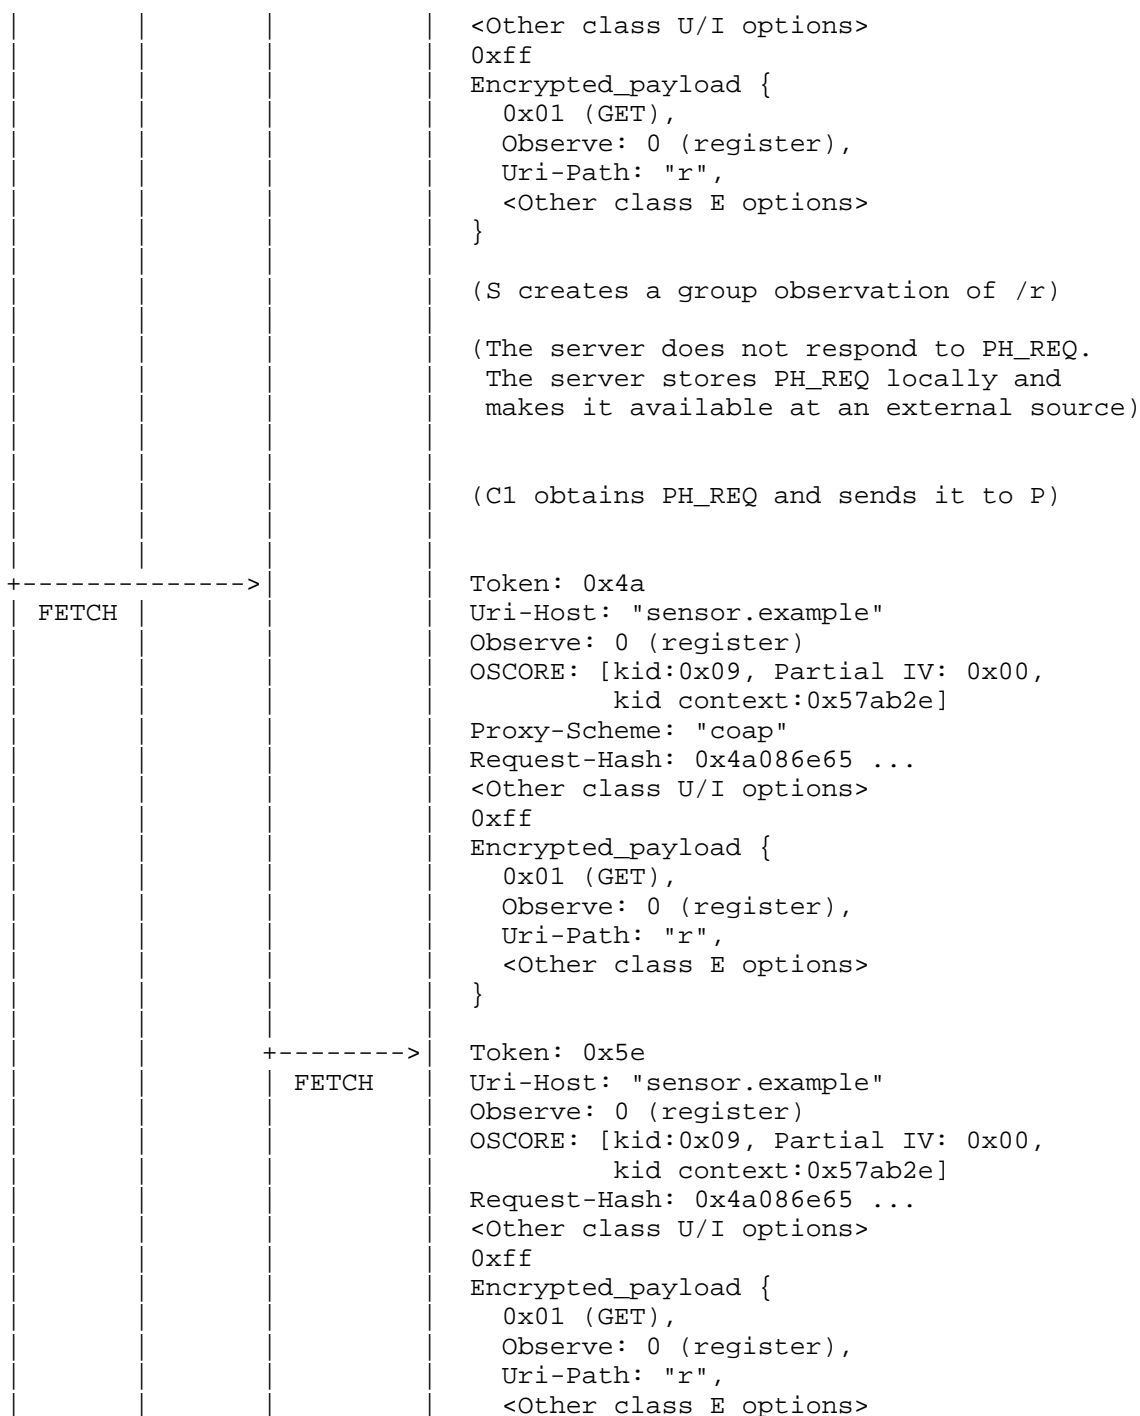 <Other class U/I options>
0xff
Encrypted_payload {
0x01 (GET),
Observe: 0 (register),
Uri-Path: "r",
<Other class E options>
}
(S creates a group observation of /r)
(The server does not respond to PH_REQ.
The server stores PH_REQ locally and
makes it available at an external source)
(C1 obtains PH_REQ and sends it to P)
+-------------->| Token: 0x4a
| FETCH | Uri-Host: "sensor.example"
Observe: 0 (register)
OSCORE: [kid:0x09, Partial IV: 0x00,
kid context:0x57ab2e]
Proxy-Scheme: "coap"
Request-Hash: 0x4a086e65 ...
<Other class U/I options>
0xff
Encrypted_payload {
0x01 (GET),
Observe: 0 (register),
Uri-Path: "r",
<Other class E options>
}
+-------->| Token: 0x5e
| FETCH | Uri-Host: "sensor.example"
Observe: 0 (register)
OSCORE: [kid:0x09, Partial IV: 0x00,
kid context:0x57ab2e]
Request-Hash: 0x4a086e65 ...
<Other class U/I options>
0xff
Encrypted_payload {
0x01 (GET),
Observe: 0 (register),
Uri-Path: "r",
<Other class E options>